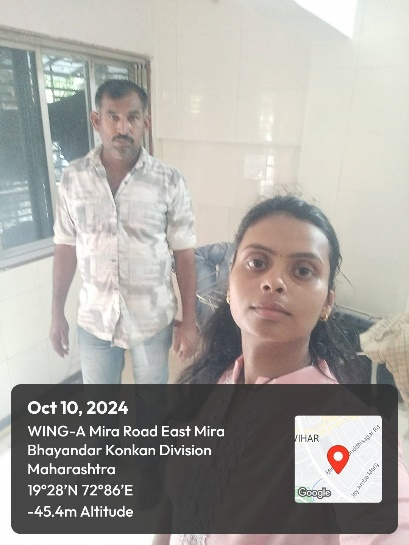 Oct 10, 2024
WING-A Mira Road East Mira
Bhayandar Konkan Division
Maharashtra
19°28'N 72°86'E
-45.4m Altitude
VIHAR
Google